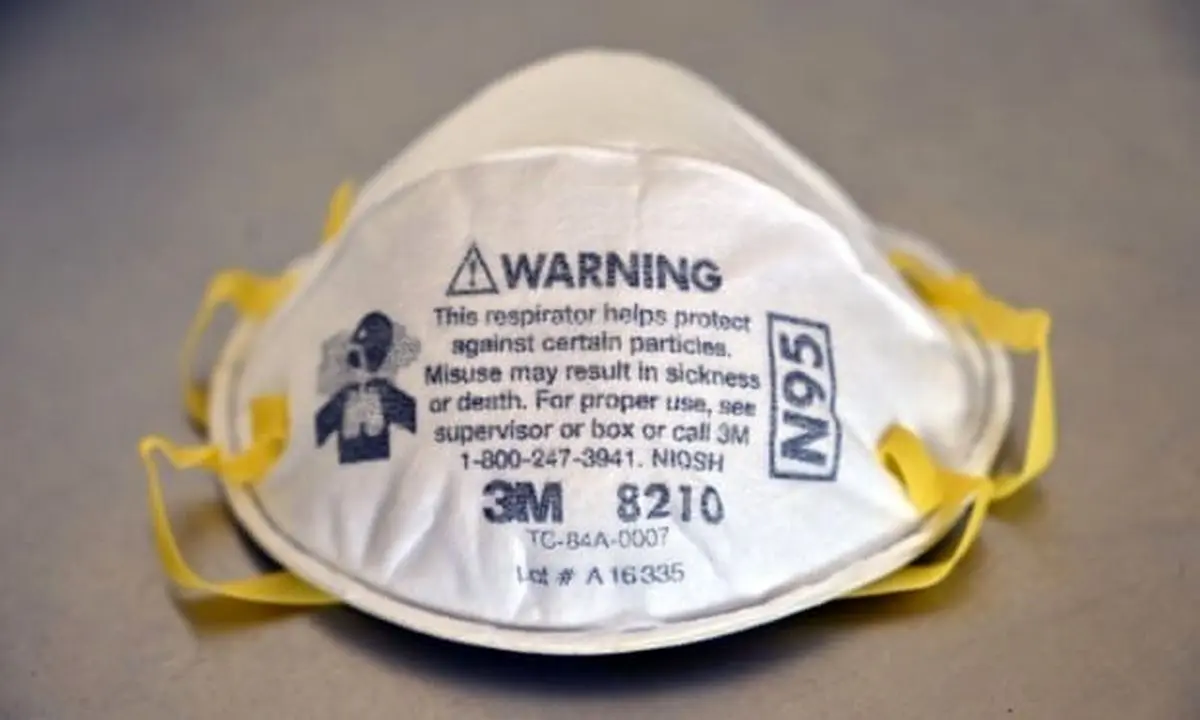 WARNING
This respirator helps protect
against certain particles.
Misuse may result in sickness
or death. For proper use, see
supervisor or box or call 3M
1-800-247-3941. NIOSH
N95
3M 8210
TC-84A-0007
Lot # A16335